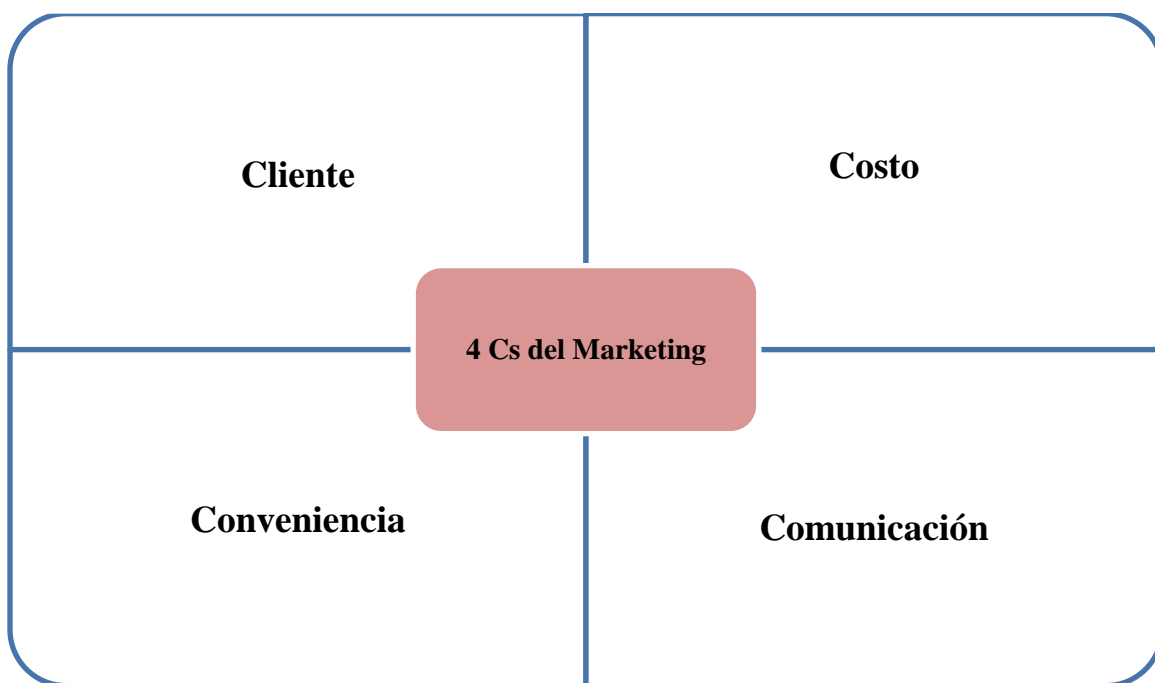 Cliente
Costo
4 Cs del Marketing
Conveniencia
Comunicación